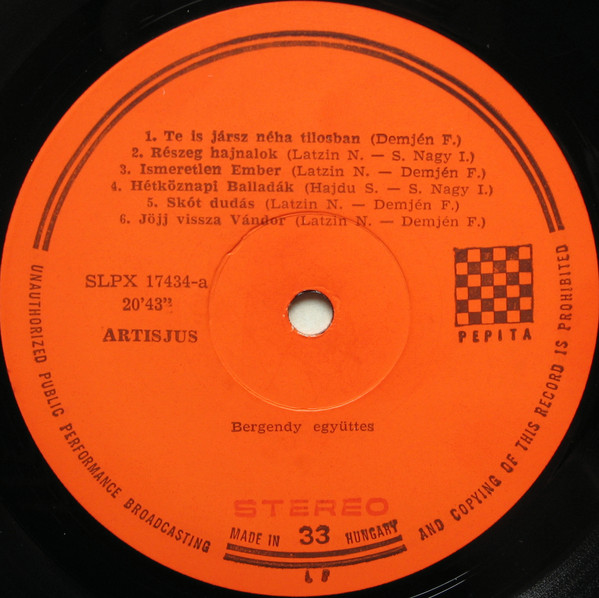 1. Te is jársz néha tilosban (Demjén F.)
2. Részeg hajnalok (Latzin N. — S. Nagy I.)
3. Ismeretlen Ember (Latzin N. — Demjén F.)
4. Hétköznapi Balladák (Hajdu S. — S. Nagy I.)
5. Skót dudás (Latzin N. — Demjén F.)
6. Jöjj vissza Vándor (Latzin N. — Demjén F.)
SLPX 17434-a
20'43"
ARTISJUS
PEPITA
Bergendy együttes
STEREO
MADE IN 33 HUNGARY
LP
UNAUTHORIZED PUBLIC PERFORMANCE BROADCASTING AND COPYING OF THIS RECORD IS PROHIBITED